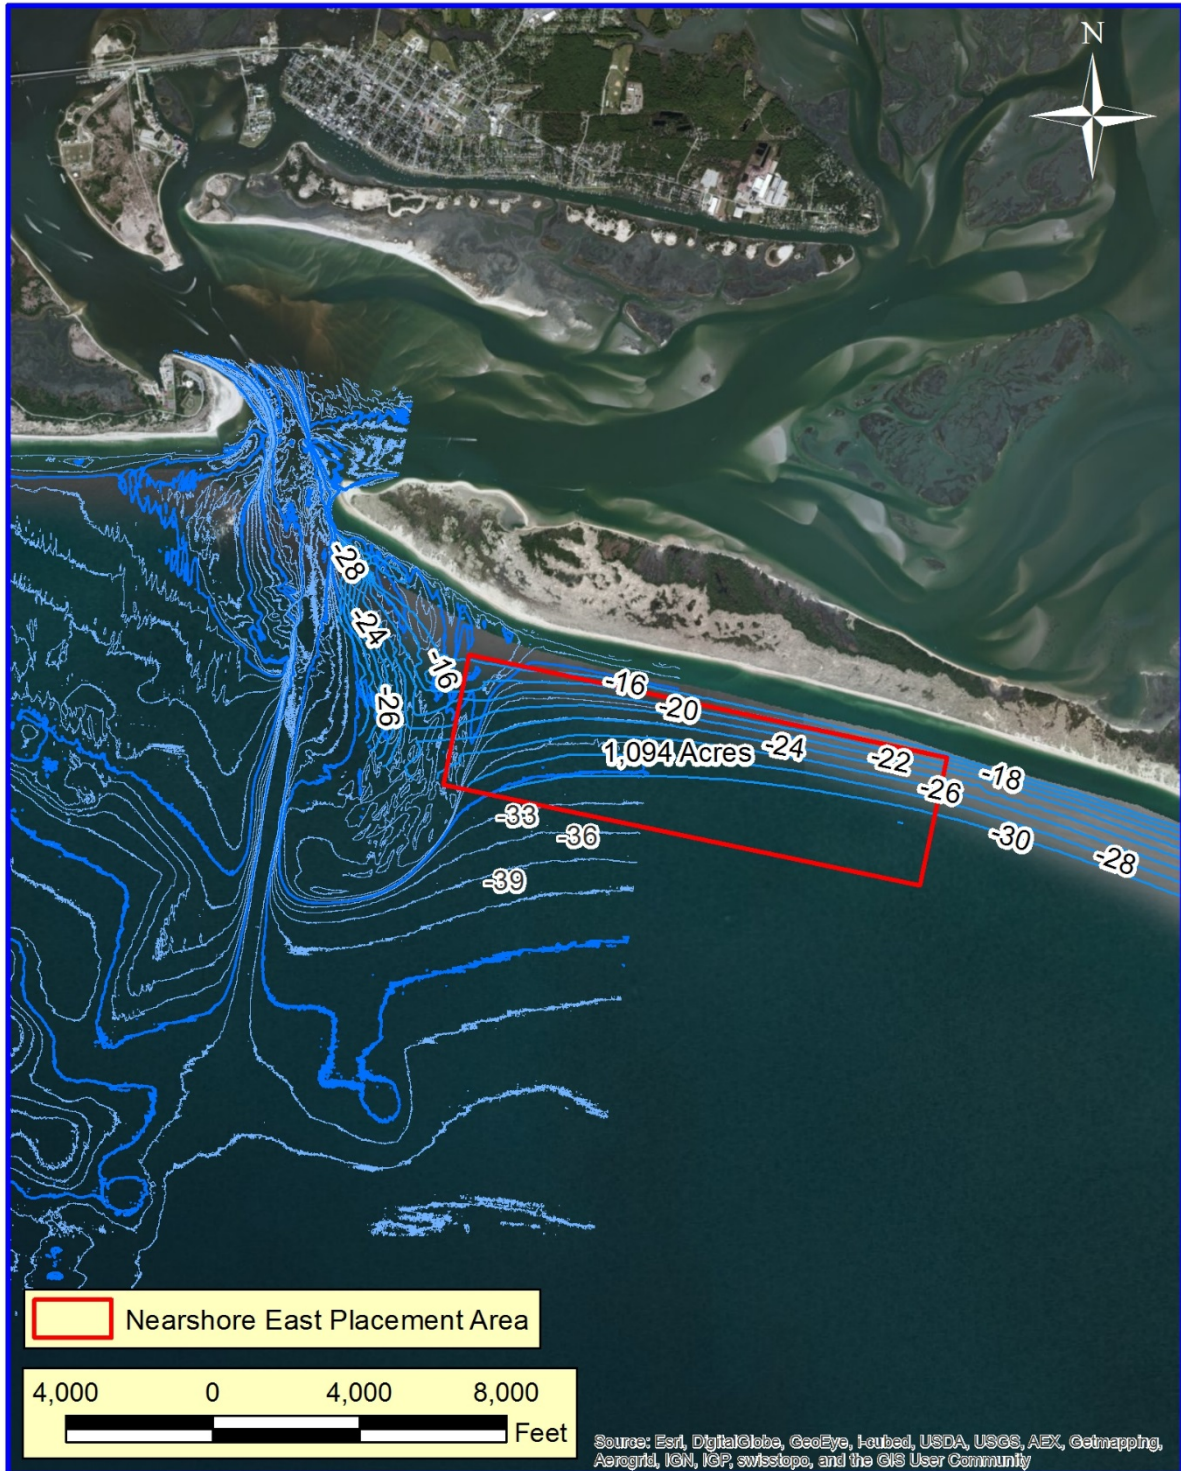 N
-28
-24
-16
-26
-16
-20
-24
1,094 Acres
-22
-18
-26
-33
-36
-30
-28
-39
Nearshore East Placement Area
4,000 0 4,000 8,000
Feet
Source: Esri, DigitalGlobe, GeoEye, i-cubed, USDA, USGS, AEX, Getmapping,
Aerogrid, IGN, IGP, swisstopo, and the GIS User Community